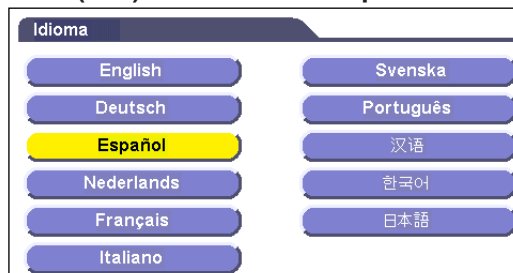 Idioma
English
Deutsch
Español
Nederlands
Français
Italiano
Svenska
Português
汉语
한국어
日本語